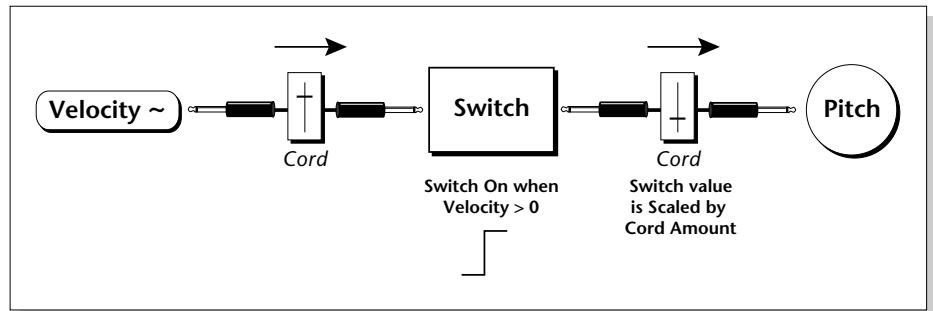 Velocity ~
Cord
Switch
Cord
Pitch
Switch On when
Velocity > 0
Switch value
is Scaled by
Cord Amount